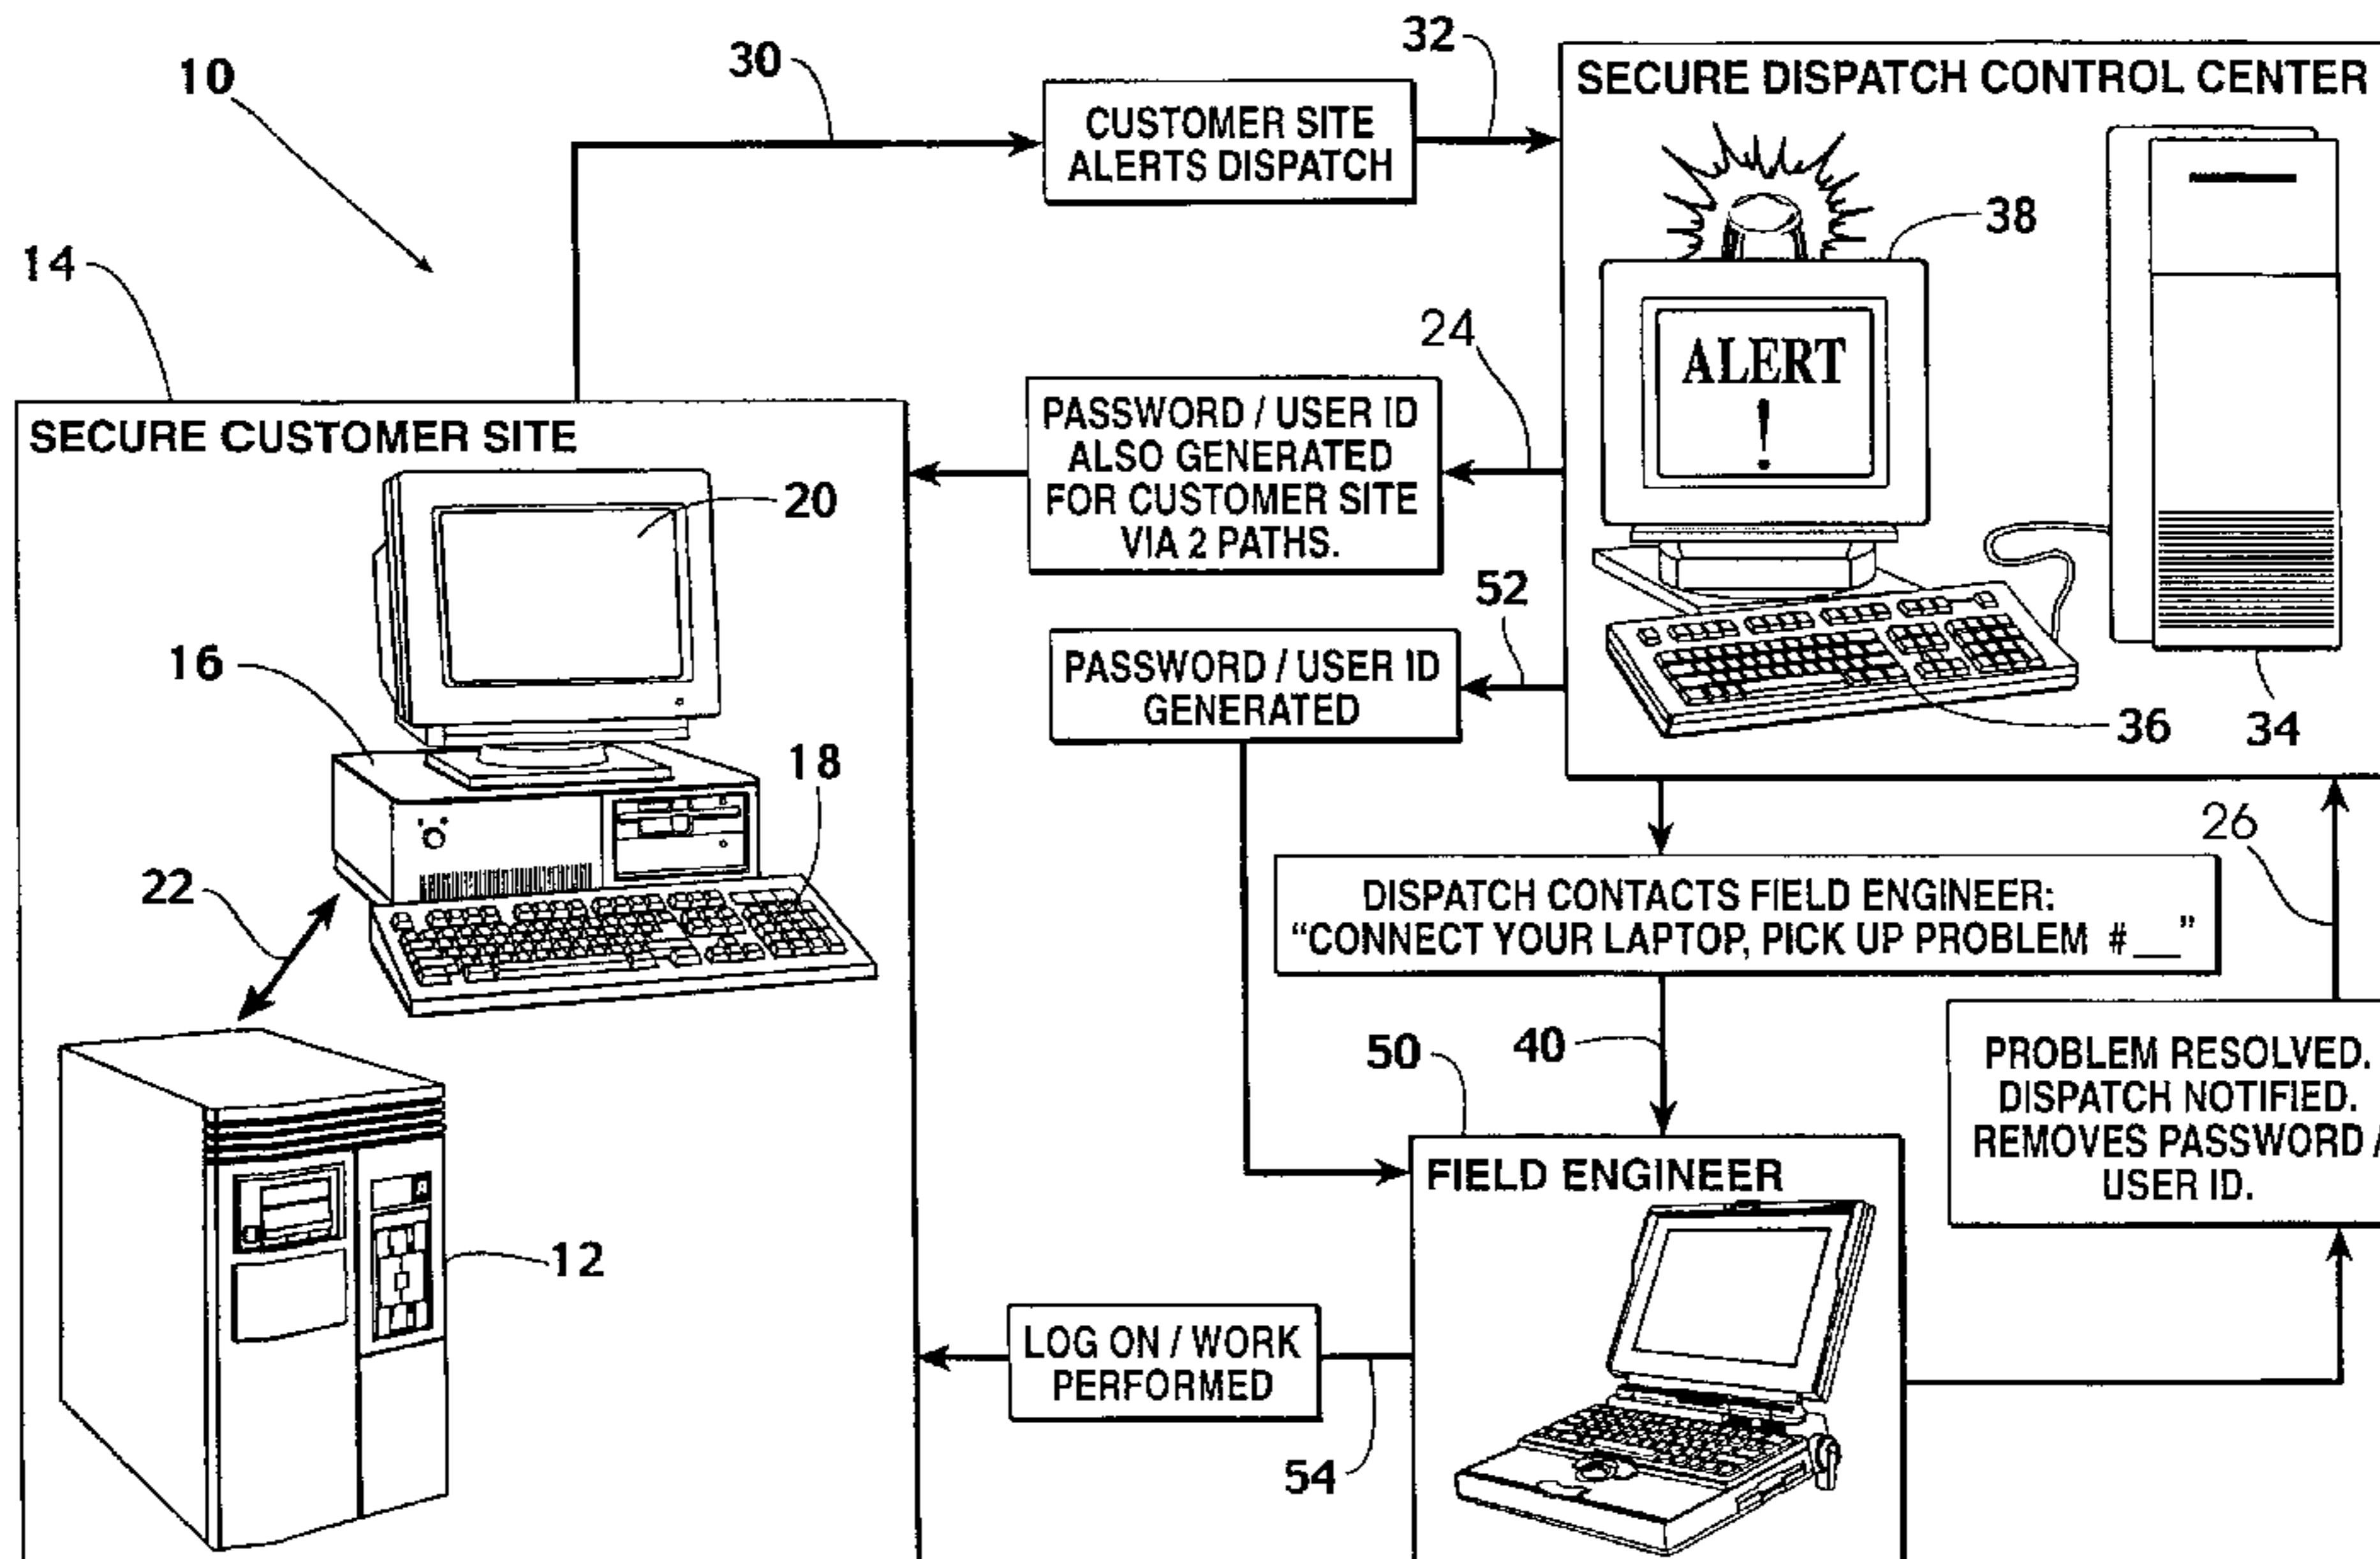 10
30
CUSTOMER SITE
ALERTS DISPATCH
32
SECURE DISPATCH CONTROL CENTER
38
ALERT
!
34
36
14
SECURE CUSTOMER SITE
20
16
18
22
12
24
PASSWORD / USER ID
ALSO GENERATED
FOR CUSTOMER SITE
VIA 2 PATHS.
52
PASSWORD / USER ID
GENERATED
DISPATCH CONTACTS FIELD ENGINEER:
“CONNECT YOUR LAPTOP, PICK UP PROBLEM #__”
26
40
50
FIELD ENGINEER
PROBLEM RESOLVED.
DISPATCH NOTIFIED.
REMOVES PASSWORD /
USER ID.
LOG ON / WORK
PERFORMED
54